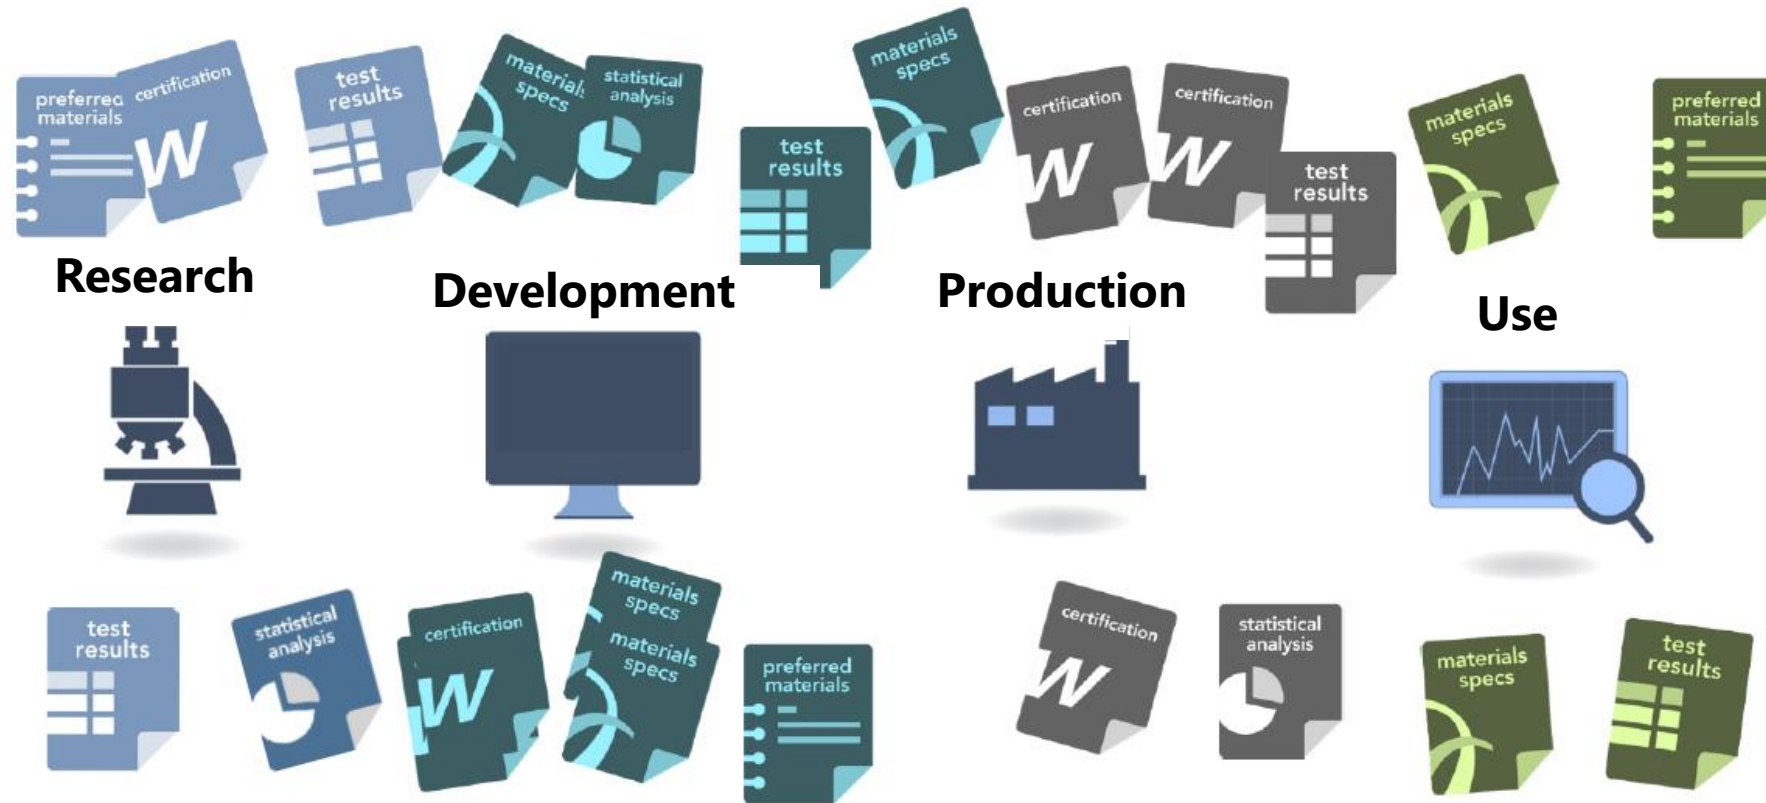 preferred
materials
certification
W
test
results
materials
specs
statistical
analysis
test
results
materials
specs
certification
W
certification
W
test
results
materials
specs
preferred
materials
Research
Development
Production
Use
test
results
statistical
analysis
certification
W
materials
specs
materials
specs
preferred
materials
certification
W
statistical
analysis
materials
specs
test
results